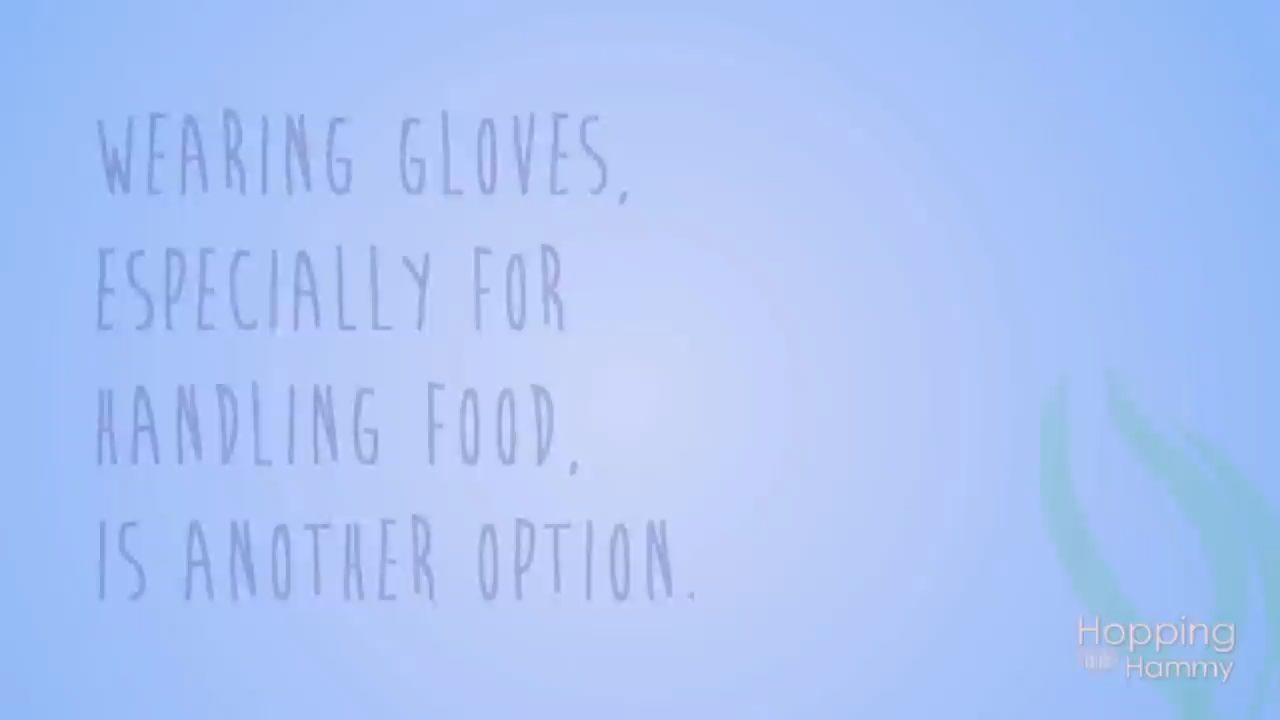 WEARING GLOVES,
ESPECIALLY FOR
HANDLING FOOD,
IS ANOTHER OPTION.
Hopping
Hammy